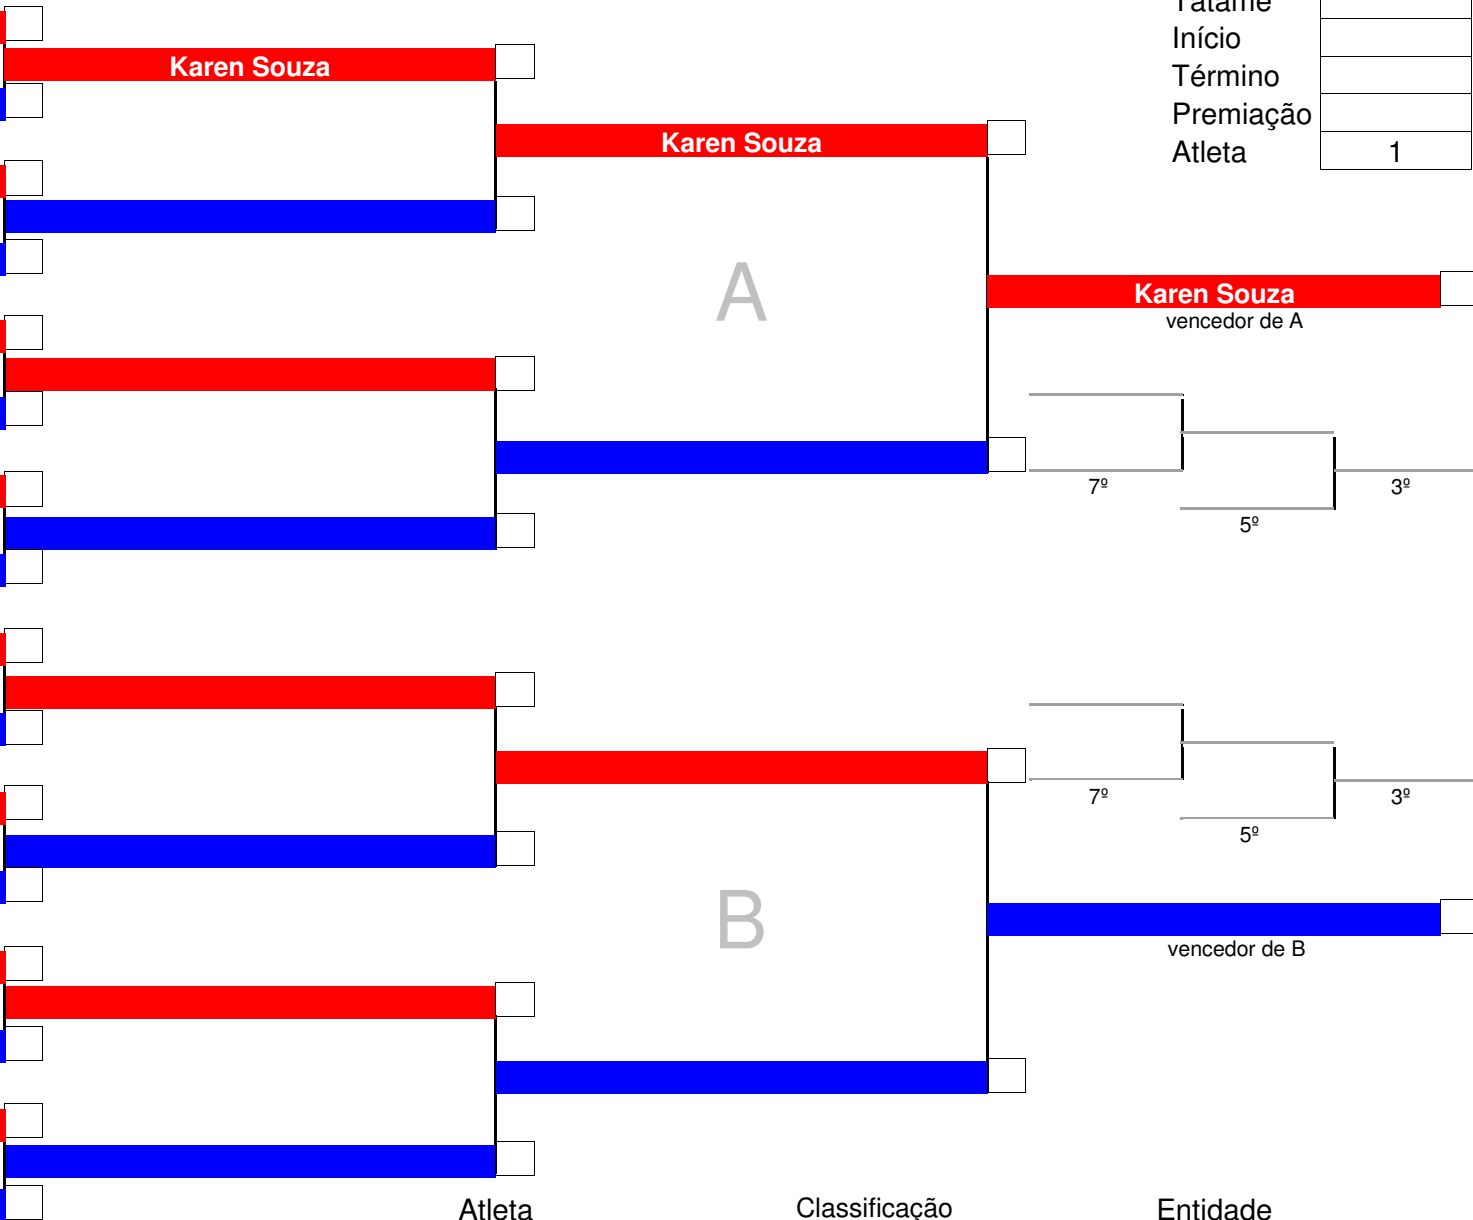 Tatame
Início
Karen Souza
Término
Premiação
Karen Souza
Atleta 1
A
Karen Souza
vencedor de A
7º
3º
5º
7º
3º
5º
B
vencedor de B
Atleta Classificação Entidade